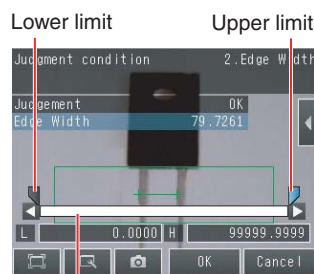 Lower limit Upper limit
Judgment condition 2.Edge Width
Judgement OK
Edge Width 79.7261
L 0.0000 H 99999.9999
OK Cancel